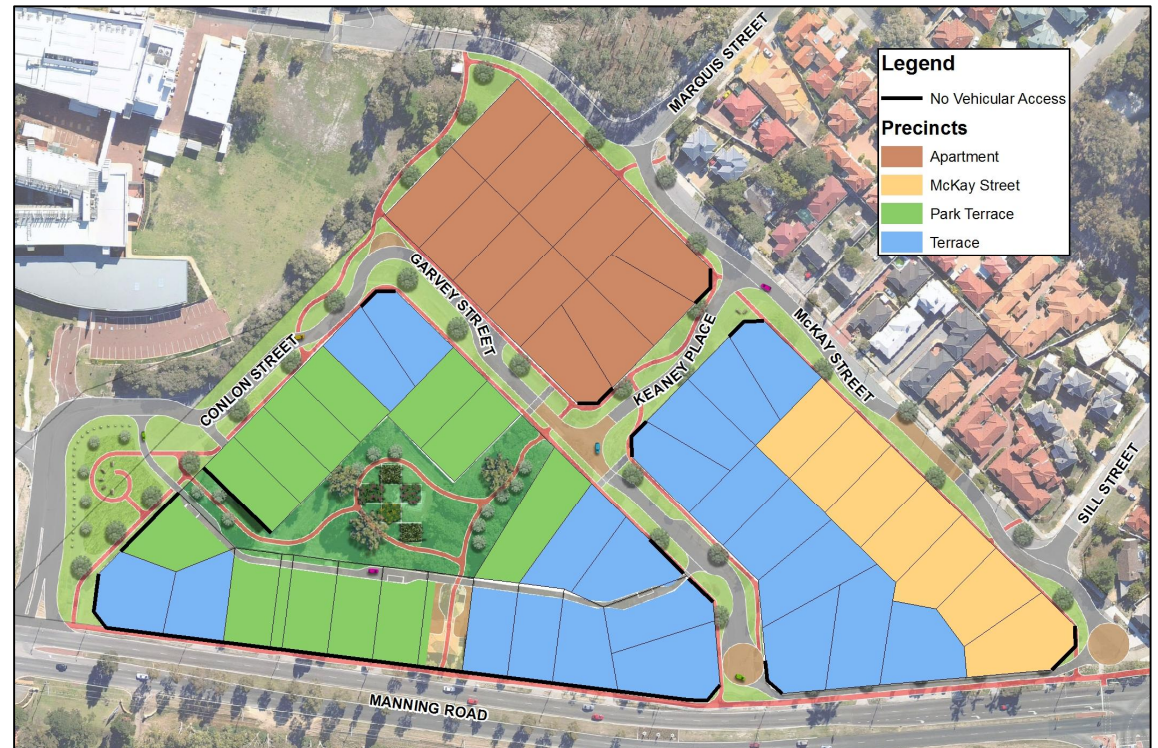 MARQUIS STREET
Legend
No Vehicular Access
Precincts
Apartment
McKay Street
Park Terrace
Terrace
GARVEY STREET
CONLON STREET
KEANEY PLACE
McKAY STREET
SILL STREET
MANNING ROAD